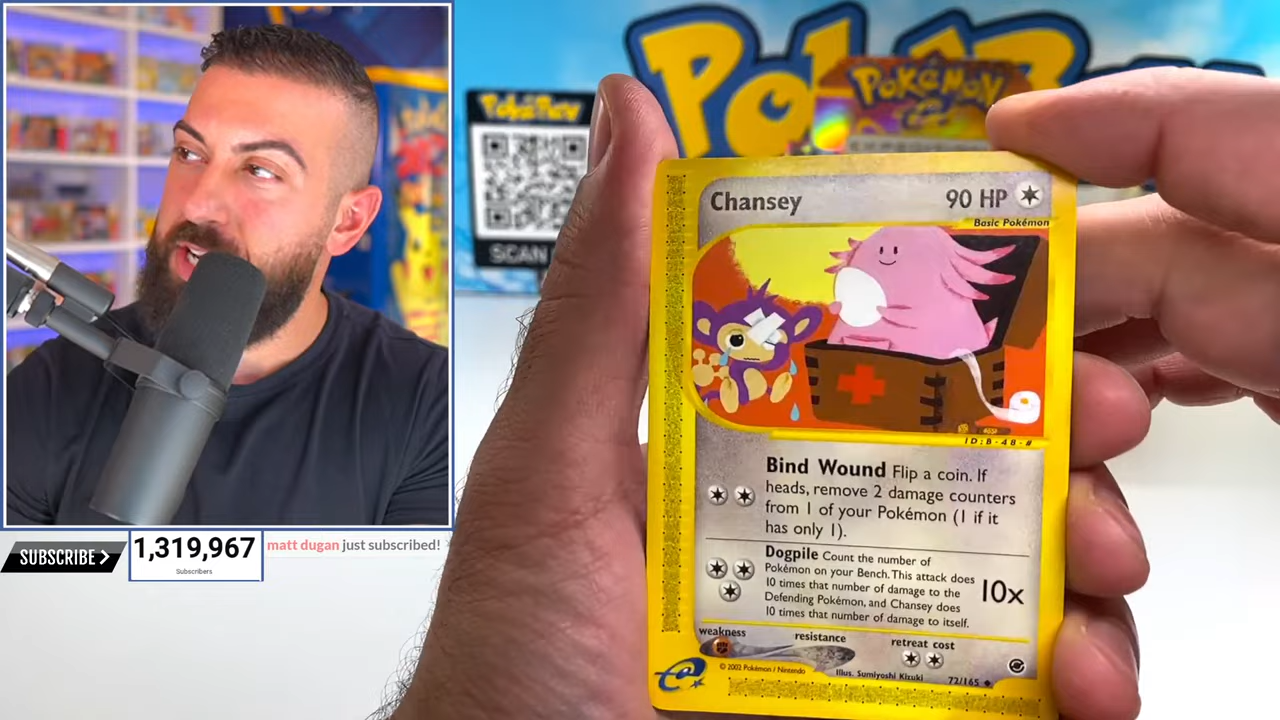 PokéRev
SCAN
Poké
POKÉMON
Chansey 90 HP
Basic Pokémon
ID:B-48-#
Bind Wound Flip a coin. If
heads, remove 2 damage counters
from 1 of your Pokémon (1 if it
has only 1).
Dogpile Count the number of
Pokémon on your Bench. This attack does
10 times that number of damage to the
Defending Pokémon, and Chansey does
10 times that number of damage to itself.
10x
weakness resistance retreat cost
© 2002 Pokémon / Nintendo Illus. Sumiyoshi Kizuki 72/165
SUBSCRIBE >
1,319,967
Subscribers
matt dugan just subscribed!